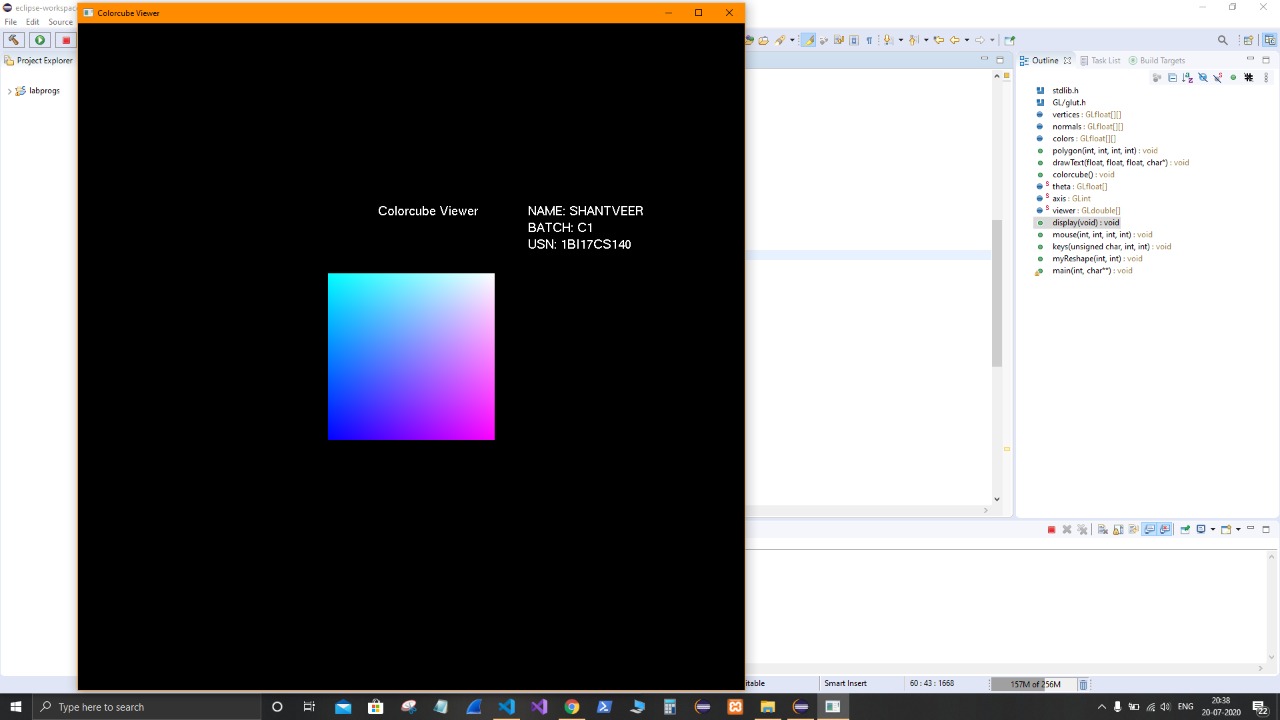 eclipse-workspac
Colorcube Viewer
File Edit Source
Project Explorer
labprogs
Colorcube Viewer
NAME: SHANTVEER
BATCH: C1
USN: 1BI17CS140
Outline
Task List
Build Targets
stdlib.h
GL/glut.h
vertices : GLfloat[][]
normals : GLfloat[][]
colors : GLfloat[][]
polygon(int, int, int, int) : void
drawText(float, float, float, char*) : void
colorcube() : void
theta : GLfloat[]
axis : GLint
viewer : GLdouble[]
display(void) : void
mouse(int, int, int, int) : void
keys(unsigned char, int, int) : void
myReshape(int, int) : void
main(int, char**) : void
itable
Smart Insert
60 : 43 : 1668
157M of 256M
Type here to search
ENG
20:38
20-07-2020
2